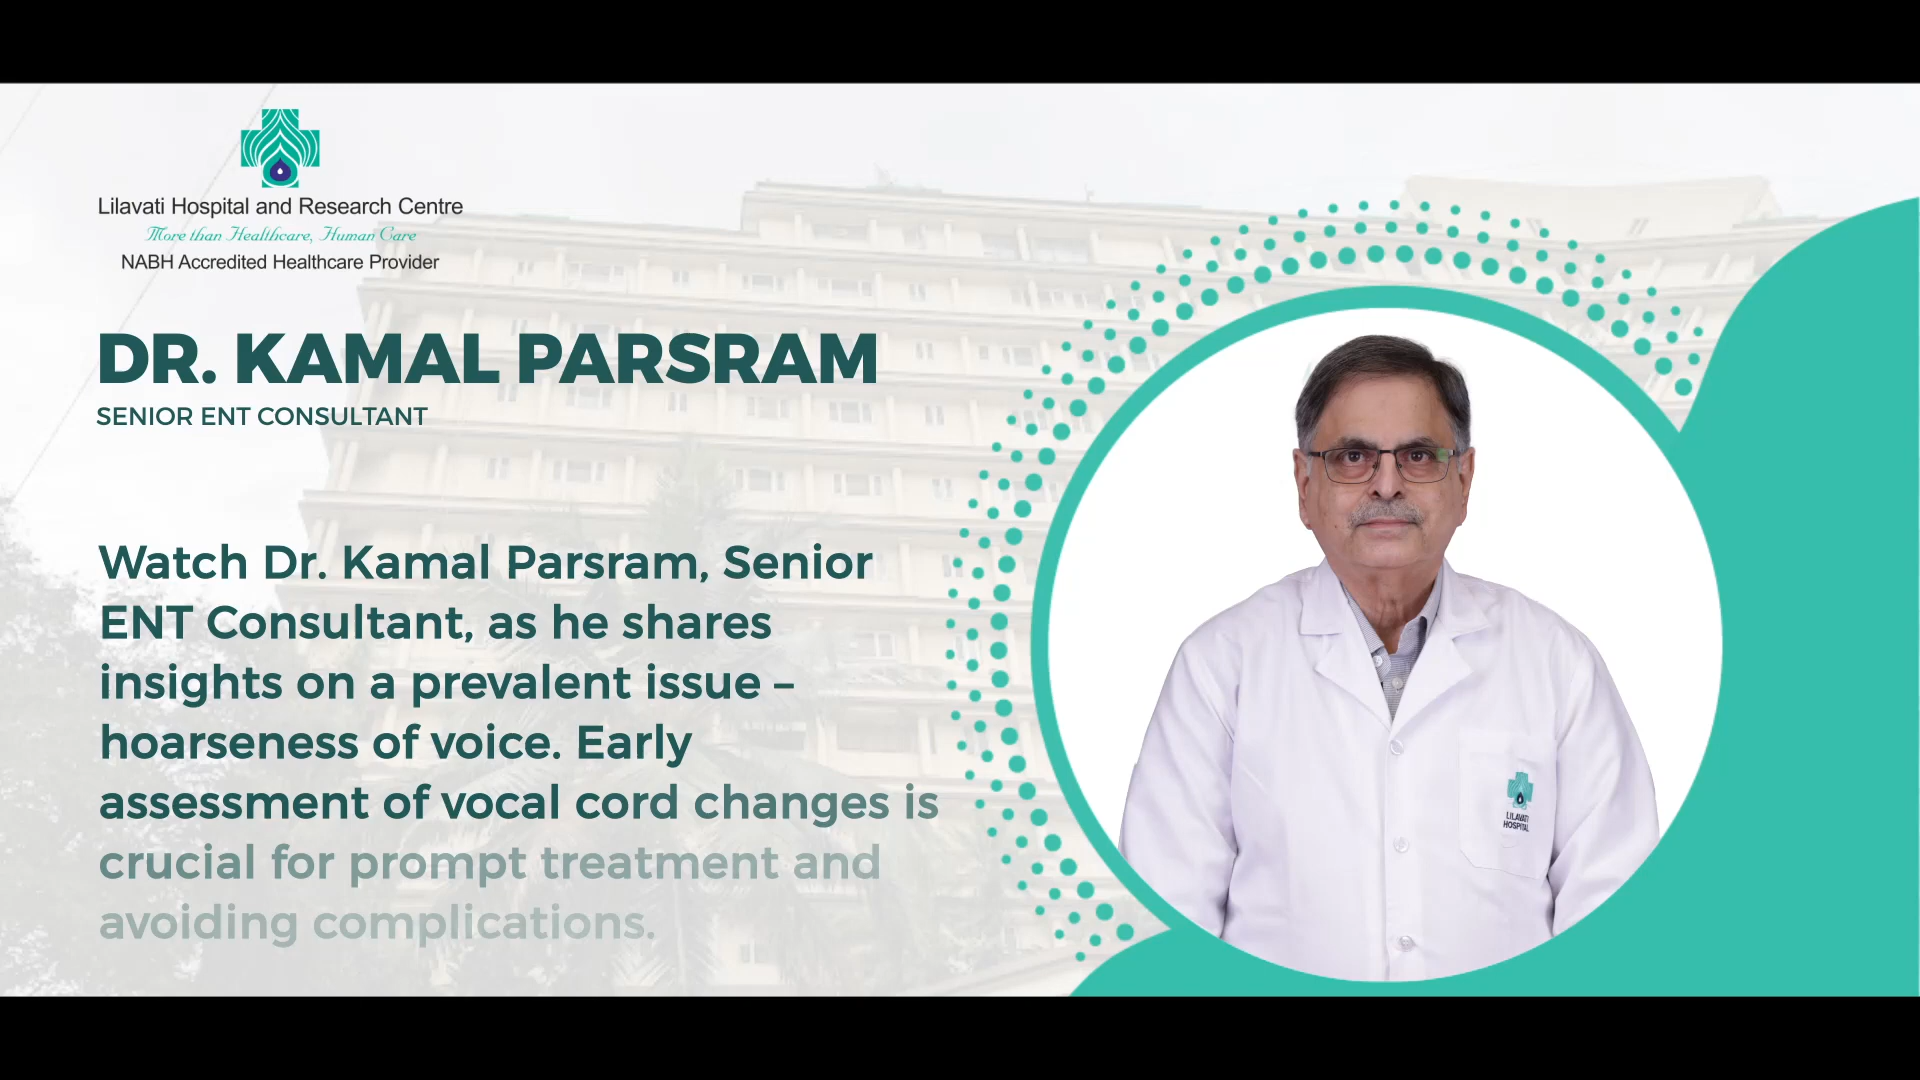 Lilavati Hospital and Research Centre
More than Healthcare, Human Care
NABH Accredited Healthcare Provider
DR. KAMAL PARSRAM
SENIOR ENT CONSULTANT
Watch Dr. Kamal Parsram, Senior
ENT Consultant, as he shares
insights on a prevalent issue –
hoarseness of voice. Early
assessment of vocal cord changes is
crucial for prompt treatment and
avoiding complications.
LILAVATI
HOSPITAL